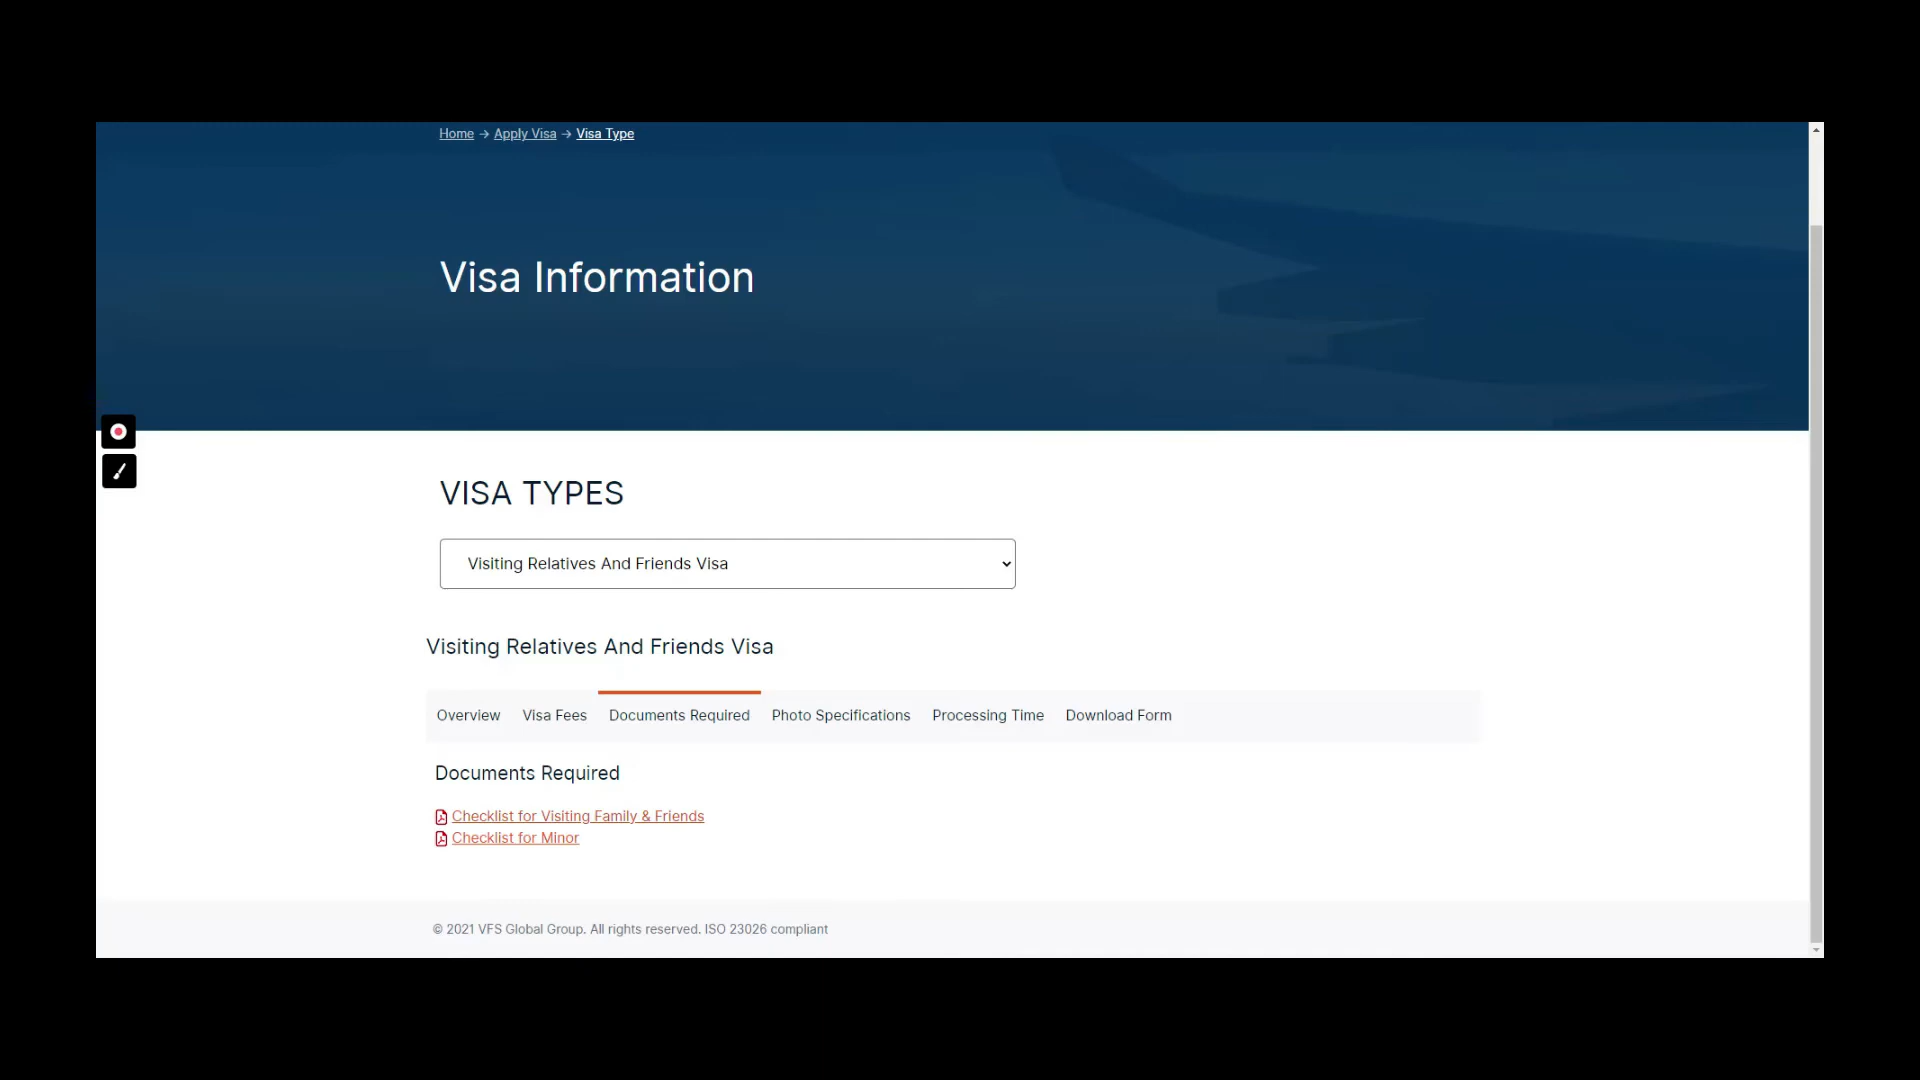 Home → Apply Visa → Visa Type
Visa Information
VISA TYPES
Visiting Relatives And Friends Visa
Visiting Relatives And Friends Visa
Overview Visa Fees Documents Required Photo Specifications Processing Time Download Form
Documents Required
Checklist for Visiting Family & Friends
Checklist for Minor
© 2021 VFS Global Group. All rights reserved. ISO 23026 compliant